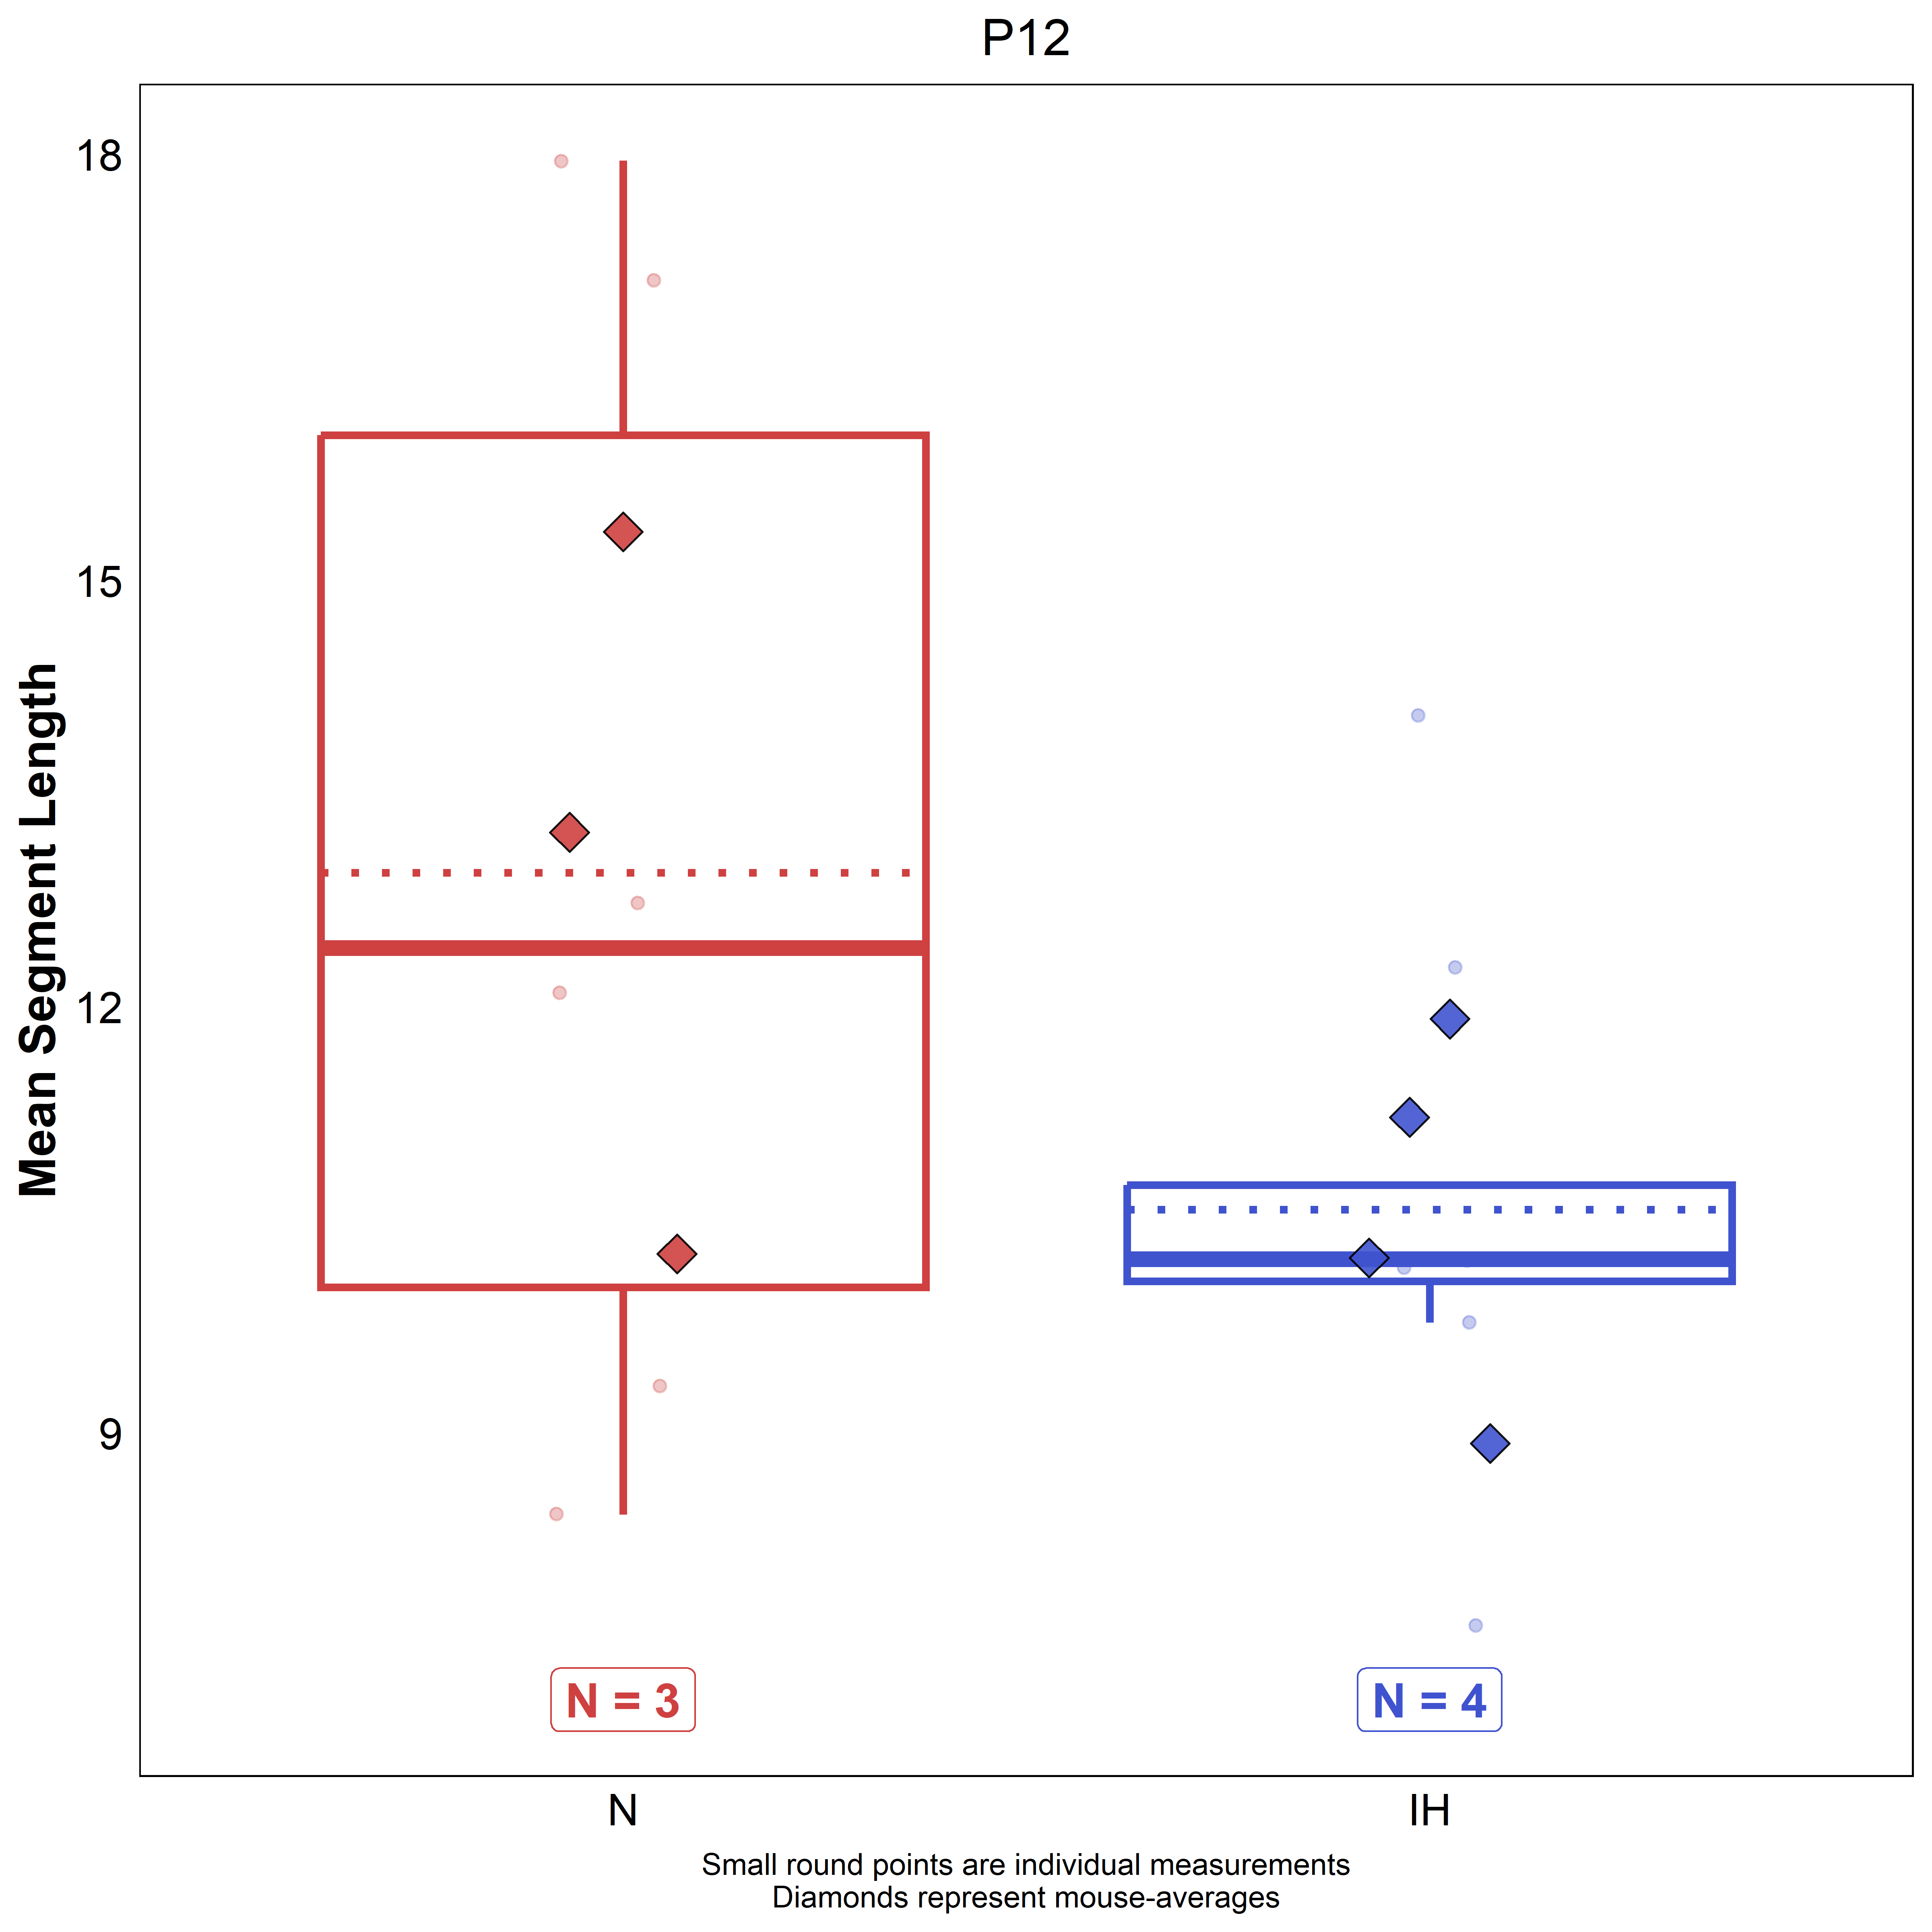 P12
18
15
12
9
Mean Segment Length
N = 3
N = 4
N
IH
Small round points are individual measurements
Diamonds represent mouse-averages